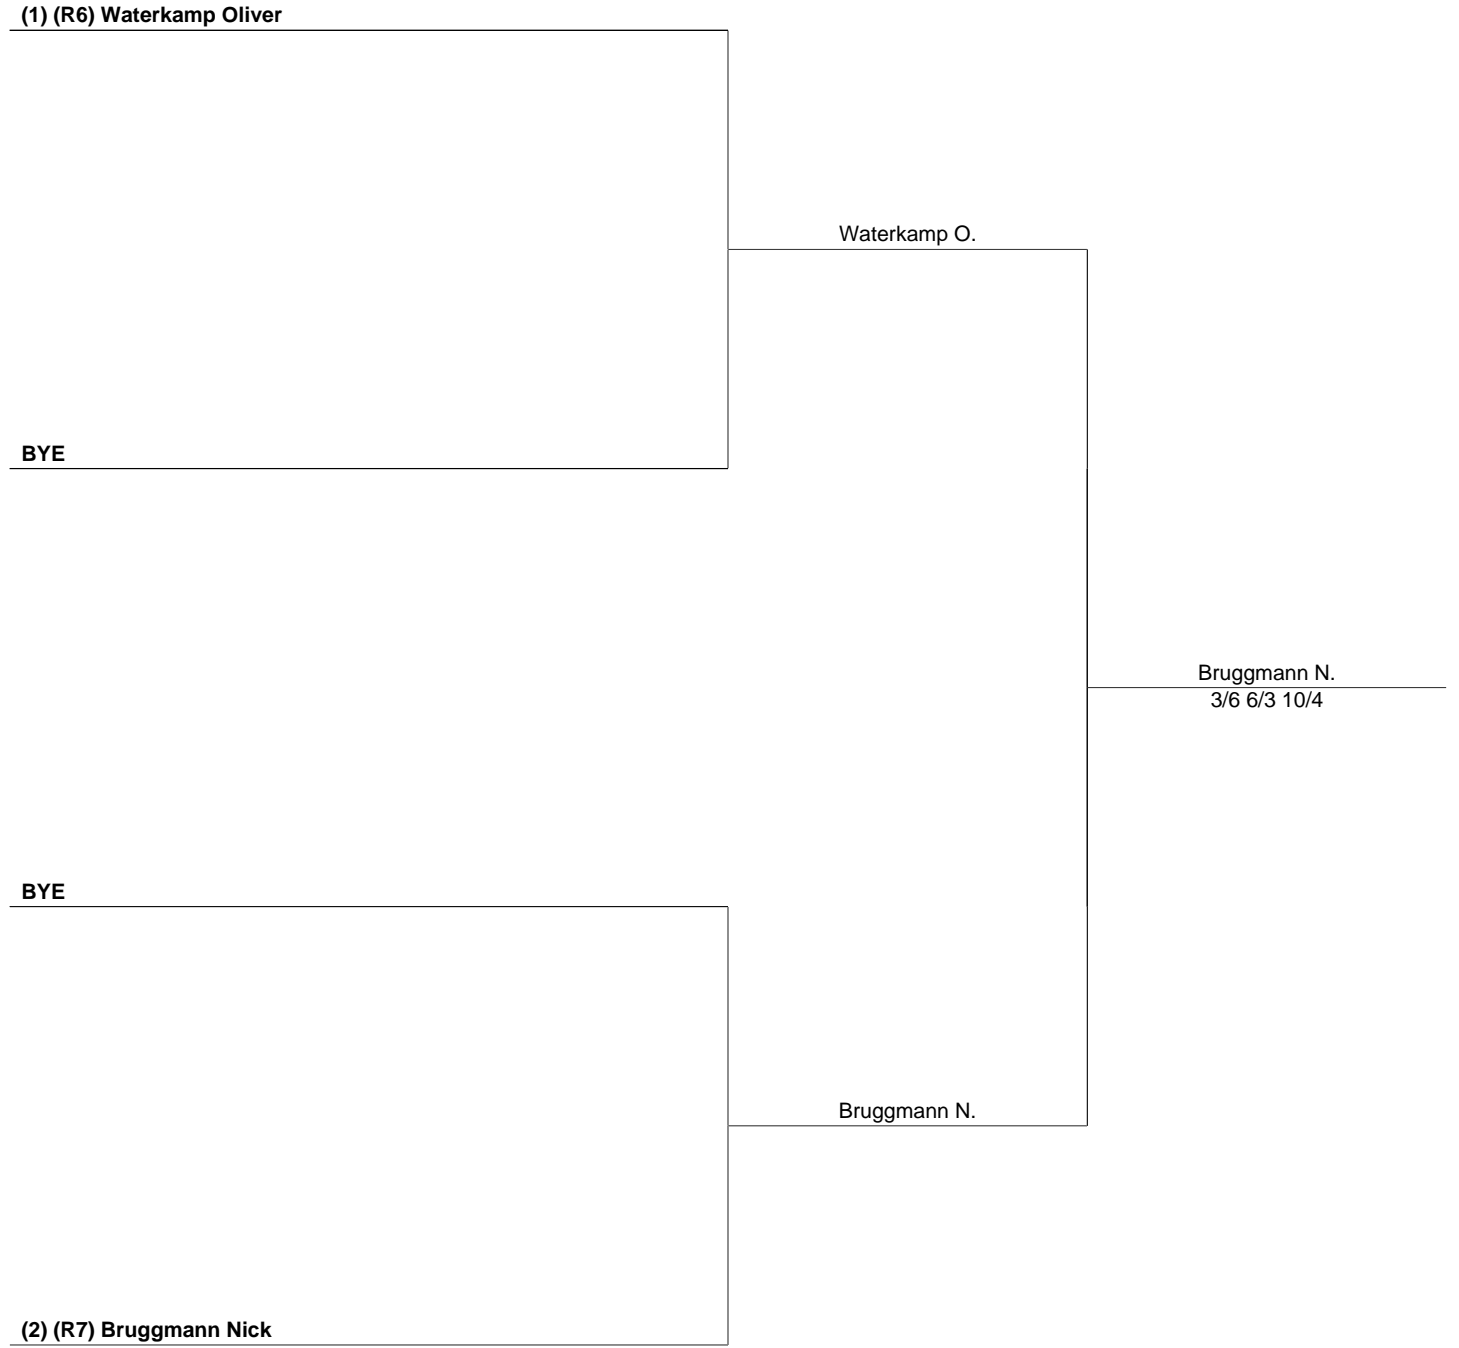 (1) (R6) Waterkamp Oliver
Waterkamp O.
BYE
Bruggmann N.
3/6 6/3 10/4
BYE
Bruggmann N.
(2) (R7) Bruggmann Nick